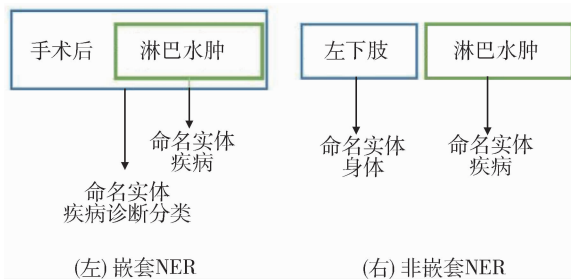 手术后 淋巴水肿 左下肢 淋巴水肿
命名实体
疾病
命名实体
疾病诊断分类
命名实体
身体
命名实体
疾病
(左) 嵌套NER
(右) 非嵌套NER